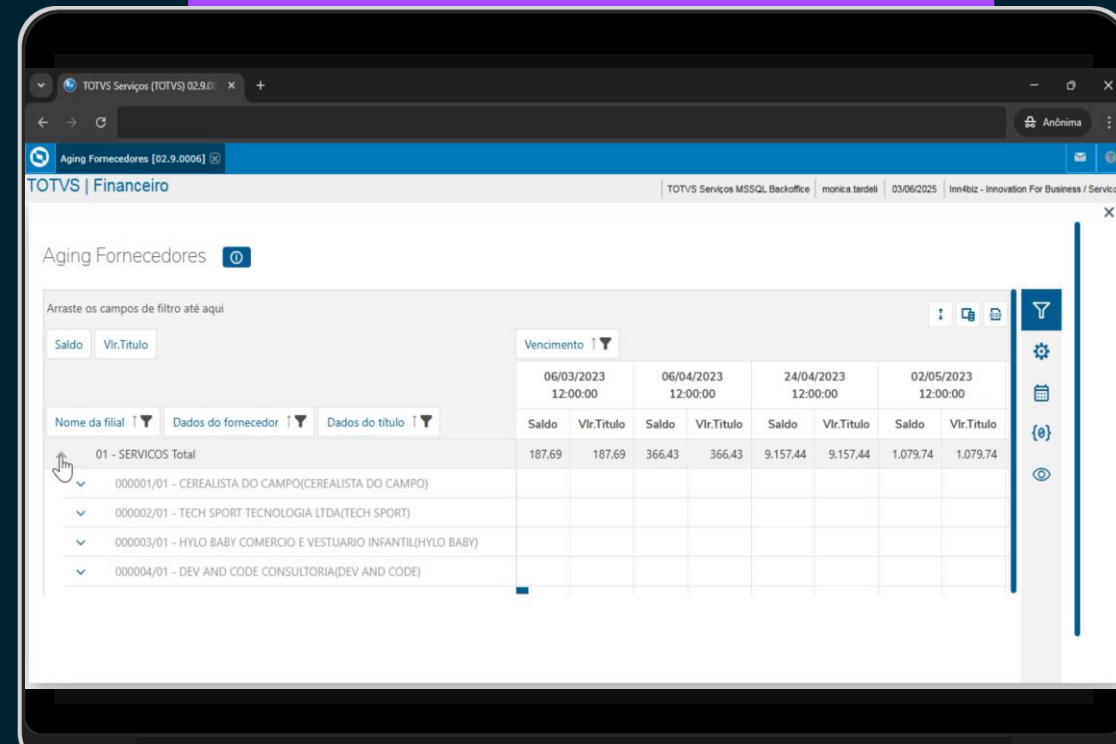 TOTVS Serviços (TOTVS) 02.9.0
Anônima
Aging Fornecedores [02.9.0006]
TOTVS | Financeiro
TOTVS Serviços MSSQL Backoffice monica.tardeli 03/06/2025 Inn4biz - Innovation For Business / Servico
Aging Fornecedores
Arraste os campos de filtro até aqui
CSV
Saldo Vlr.Titulo Vencimento
06/03/2023 06/04/2023 24/04/2023 02/05/2023
12:00:00 12:00:00 12:00:00 12:00:00
Nome da filial Dados do fornecedor Dados do título Saldo Vlr.Titulo Saldo Vlr.Titulo Saldo Vlr.Titulo Saldo Vlr.Titulo
{0}
01 - SERVICOS Total 187,69 187,69 366,43 366,43 9.157,44 9.157,44 1.079,74 1.079,74
000001/01 - CEREALISTA DO CAMPO(CEREALISTA DO CAMPO)
000002/01 - TECH SPORT TECNOLOGIA LTDA(TECH SPORT)
000003/01 - HYLO BABY COMERCIO E VESTUARIO INFANTIL(HYLO BABY)
000004/01 - DEV AND CODE CONSULTORIA(DEV AND CODE)